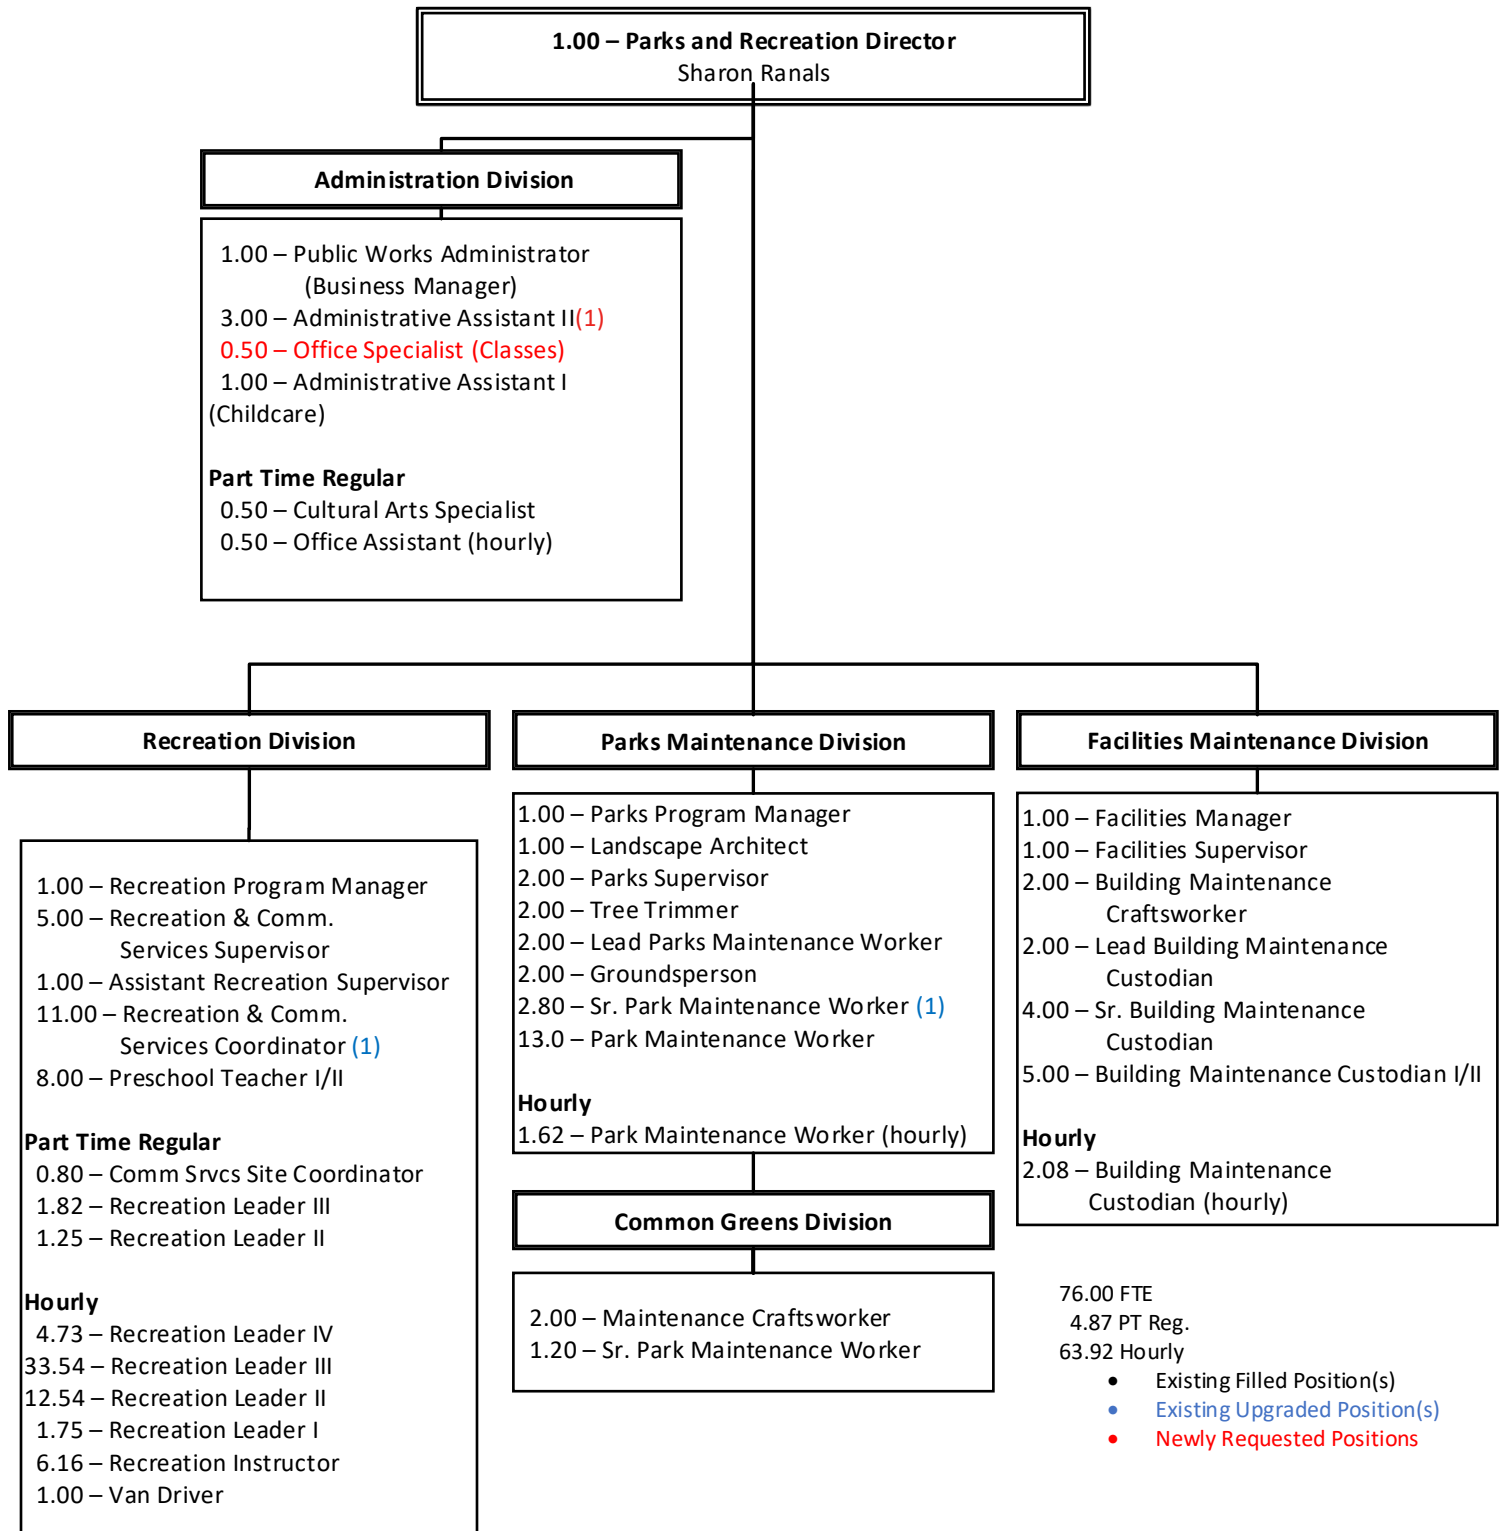 1.00 – Parks and Recreation Director
Sharon Ranals
Administration Division
1.00 – Public Works Administrator
(Business Manager)
3.00 – Administrative Assistant II(1)
0.50 – Office Specialist (Classes)
1.00 – Administrative Assistant I
(Childcare)
Part Time Regular
0.50 – Cultural Arts Specialist
0.50 – Office Assistant (hourly)
Recreation Division
1.00 – Recreation Program Manager
5.00 – Recreation & Comm.
Services Supervisor
1.00 – Assistant Recreation Supervisor
11.00 – Recreation & Comm.
Services Coordinator (1)
8.00 – Preschool Teacher I/II
Part Time Regular
0.80 – Comm Srvcs Site Coordinator
1.82 – Recreation Leader III
1.25 – Recreation Leader II
Hourly
4.73 – Recreation Leader IV
33.54 – Recreation Leader III
12.54 – Recreation Leader II
1.75 – Recreation Leader I
6.16 – Recreation Instructor
1.00 – Van Driver
Parks Maintenance Division
1.00 – Parks Program Manager
1.00 – Landscape Architect
2.00 – Parks Supervisor
2.00 – Tree Trimmer
2.00 – Lead Parks Maintenance Worker
2.00 – Groundsperson
2.80 – Sr. Park Maintenance Worker (1)
13.0 – Park Maintenance Worker
Hourly
1.62 – Park Maintenance Worker (hourly)
Common Greens Division
2.00 – Maintenance Craftsworker
1.20 – Sr. Park Maintenance Worker
Facilities Maintenance Division
1.00 – Facilities Manager
1.00 – Facilities Supervisor
2.00 – Building Maintenance
Craftsworker
2.00 – Lead Building Maintenance
Custodian
4.00 – Sr. Building Maintenance
Custodian
5.00 – Building Maintenance Custodian I/II
Hourly
2.08 – Building Maintenance
Custodian (hourly)
76.00 FTE
4.87 PT Reg.
63.92 Hourly
• Existing Filled Position(s)
• Existing Upgraded Position(s)
• Newly Requested Positions